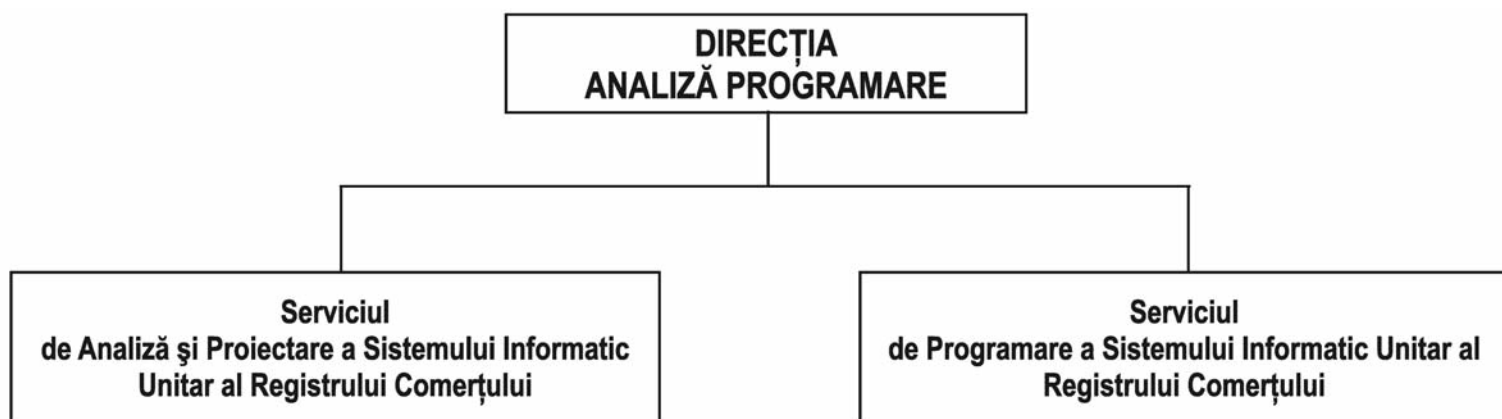 DIRECȚIA
ANALIZĂ PROGRAMARE
Serviciul
de Analiză şi Proiectare a Sistemului Informatic
Unitar al Registrului Comerțului
Serviciul
de Programare a Sistemului Informatic Unitar al
Registrului Comerțului